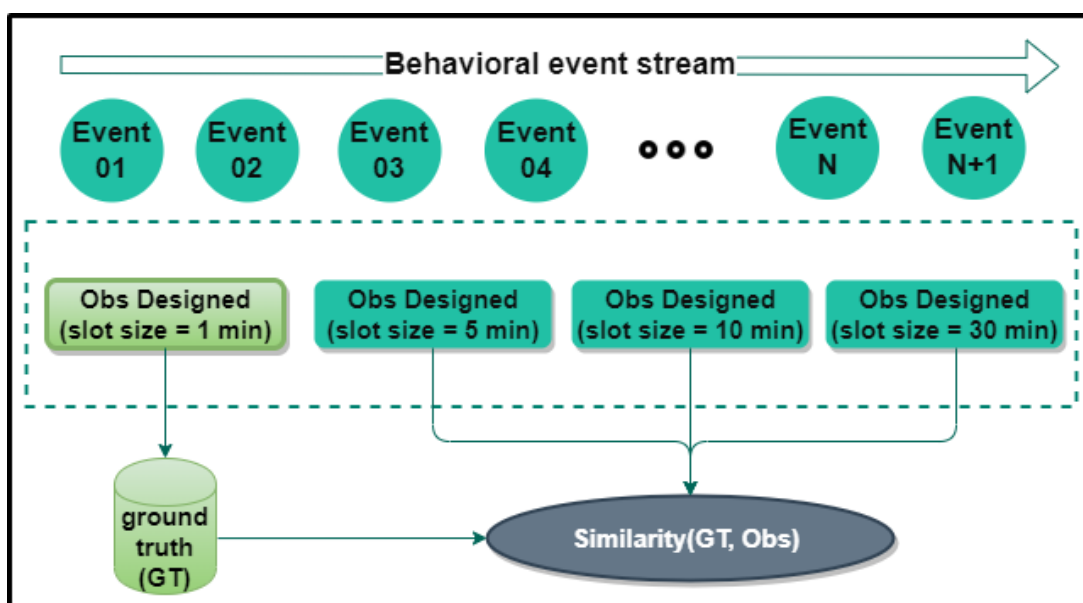 Behavioral event stream
Event
01
Event
02
Event
03
Event
04
Event
N
Event
N+1
Obs Designed
(slot size = 1 min)
Obs Designed
(slot size = 5 min)
Obs Designed
(slot size = 10 min)
Obs Designed
(slot size = 30 min)
ground
truth
(GT)
Similarity(GT, Obs)